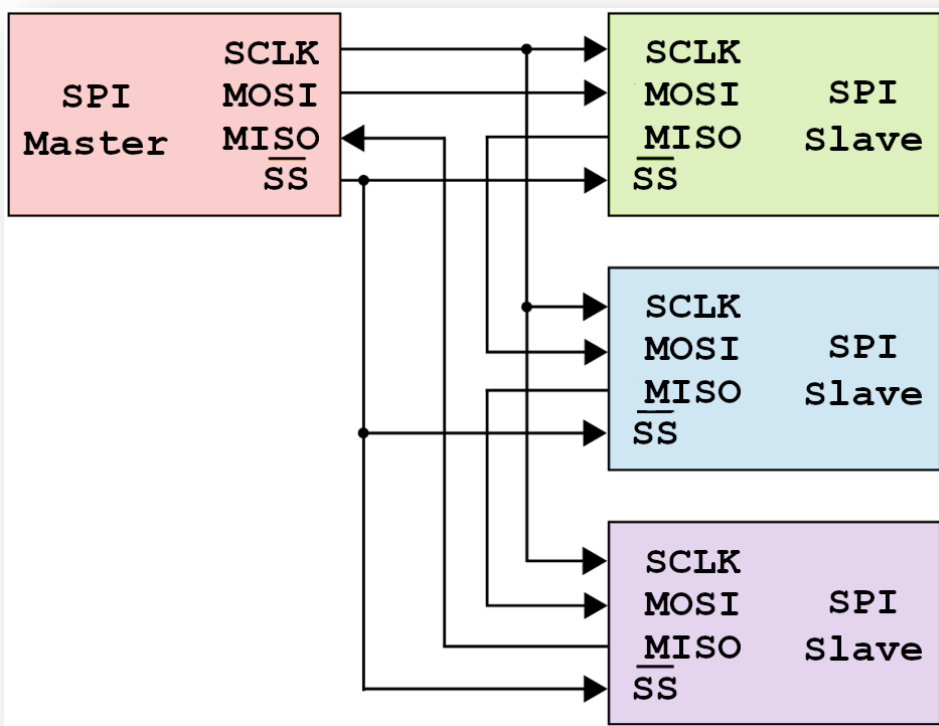 SPI
Master
SCLK
MOSI
MISO
SS
SCLK
MOSI
MISO
SS
SPI
Slave
SCLK
MOSI
MISO
SS
SPI
Slave
SCLK
MOSI
MISO
SS
SPI
Slave